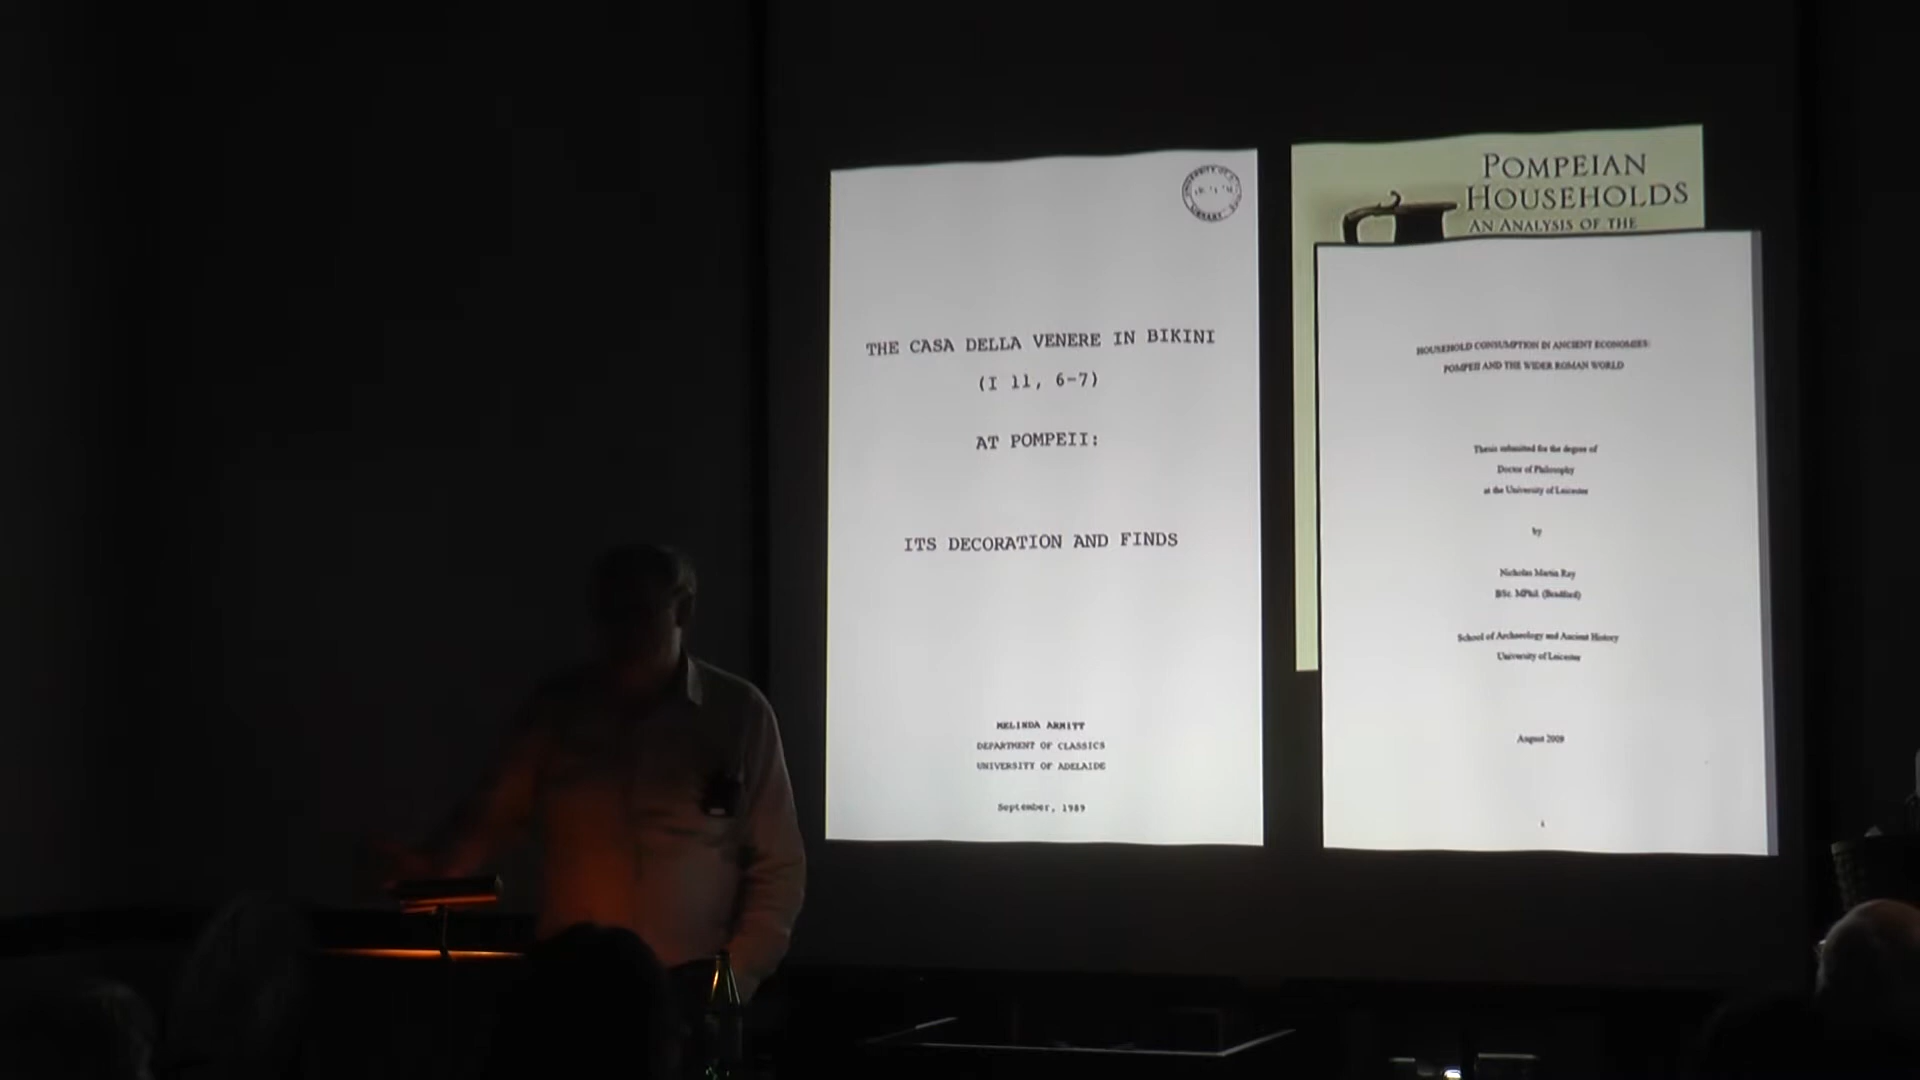 THE CASA DELLA VENERE IN BIKINI
(I 11, 6-7)
AT POMPEII:
ITS DECORATION AND FINDS
MELINDA ARMITT
DEPARTMENT OF CLASSICS
UNIVERSITY OF ADELAIDE
September, 1989
POMPEIAN
HOUSEHOLDS
AN ANALYSIS OF THE
HOUSEHOLD CONSUMPTION IN ANCIENT ECONOMIES:
POMPEII AND THE WIDER ROMAN WORLD
Thesis submitted for the degree of
Doctor of Philosophy
at the University of Leicester
by
Nicholas Martin Ray
BSc. MPhil. (Bradford)
School of Archaeology and Ancient History
University of Leicester
August 2009